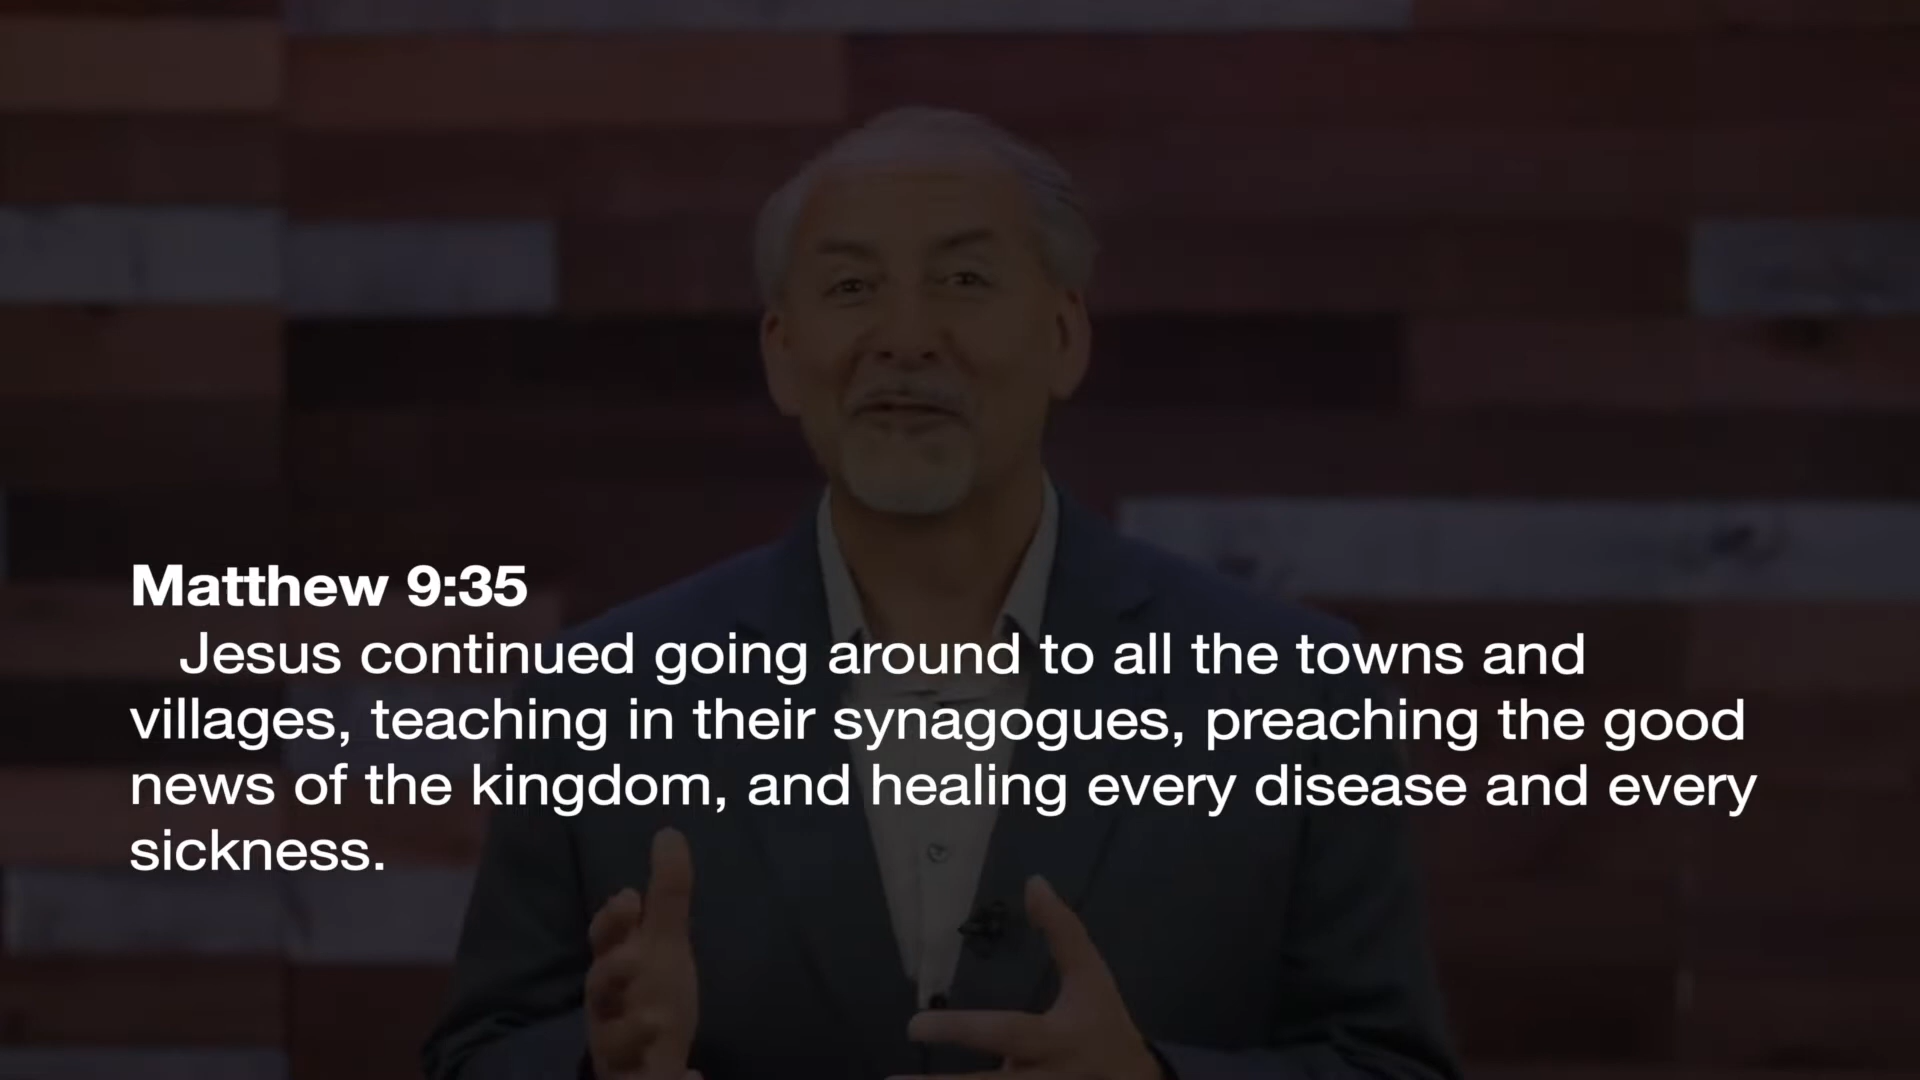 Matthew 9:35
Jesus continued going around to all the towns and
villages, teaching in their synagogues, preaching the good
news of the kingdom, and healing every disease and every
sickness.